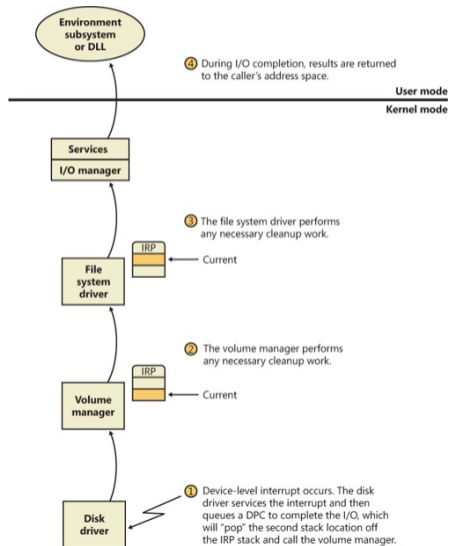 Environment
subsystem
or DLL
④ During I/O completion, results are returned
to the caller's address space.
User mode
Kernel mode
Services
I/O manager
③ The file system driver performs
any necessary cleanup work.
IRP
Current
File
system
driver
② The volume manager performs
any necessary cleanup work.
IRP
Current
Volume
manager
① Device-level interrupt occurs. The disk
driver services the interrupt and then
queues a DPC to complete the I/O, which
will "pop" the second stack location off
the IRP stack and call the volume manager.
Disk
driver